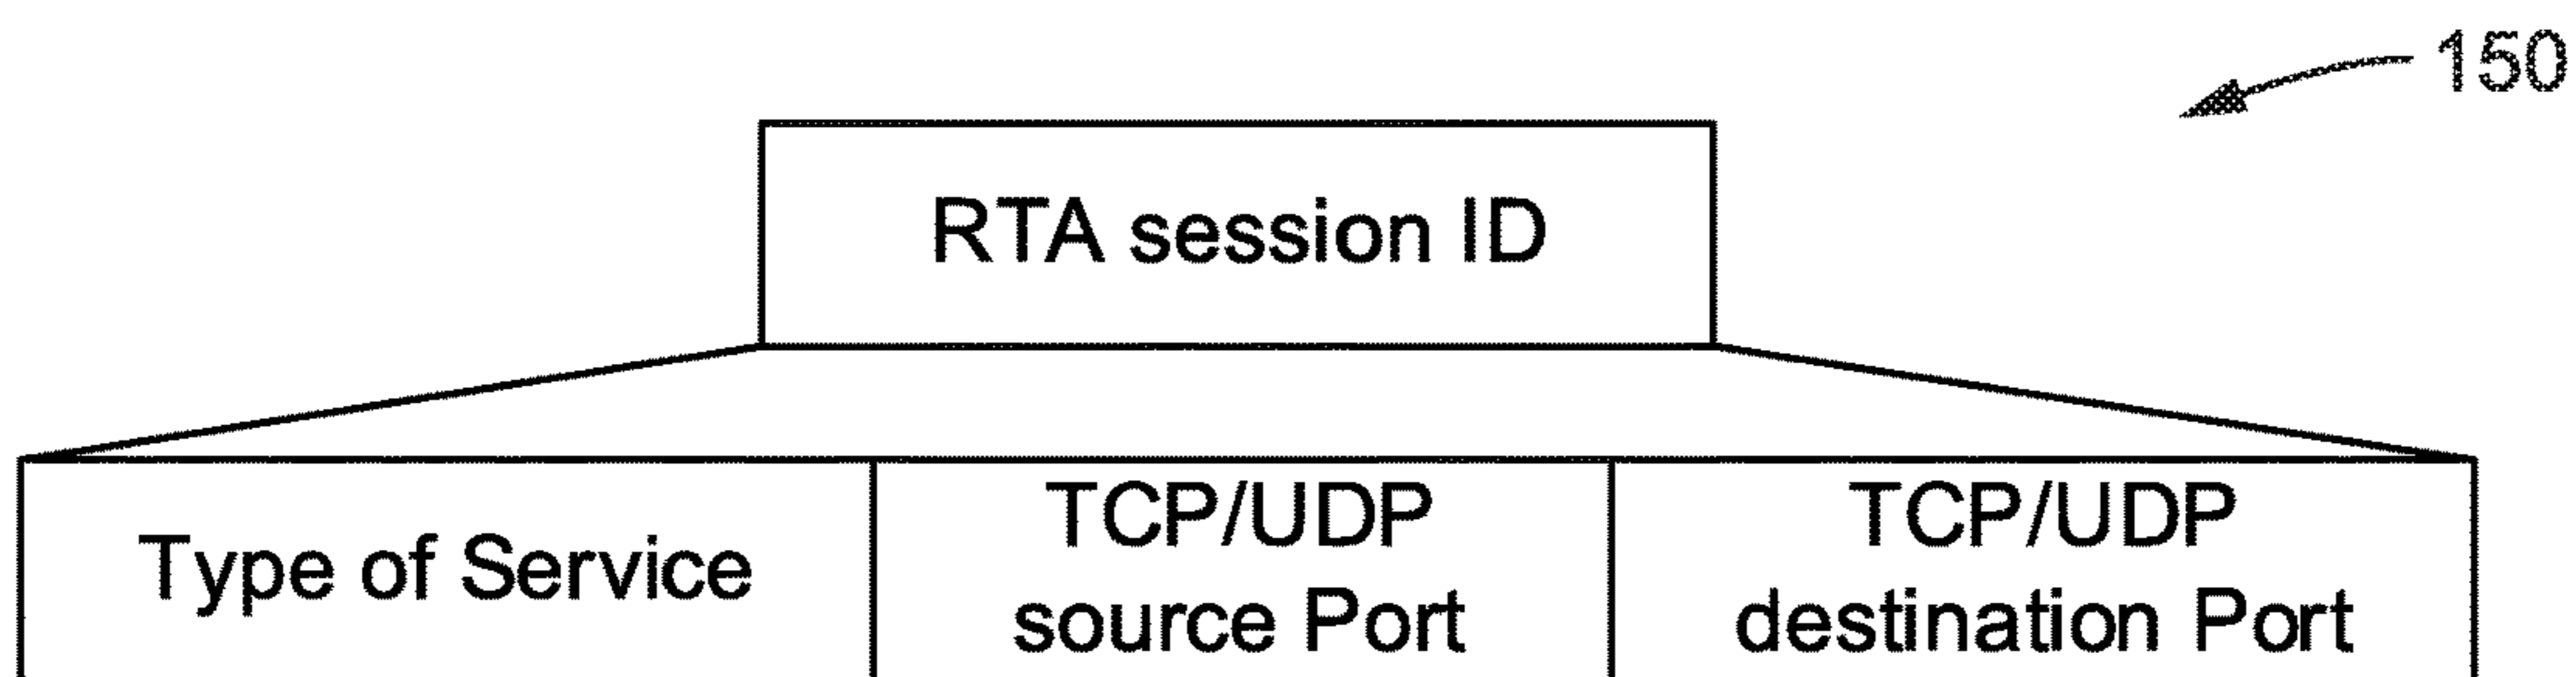 150
RTA session ID
Type of Service
TCP/UDP
source Port
TCP/UDP
destination Port